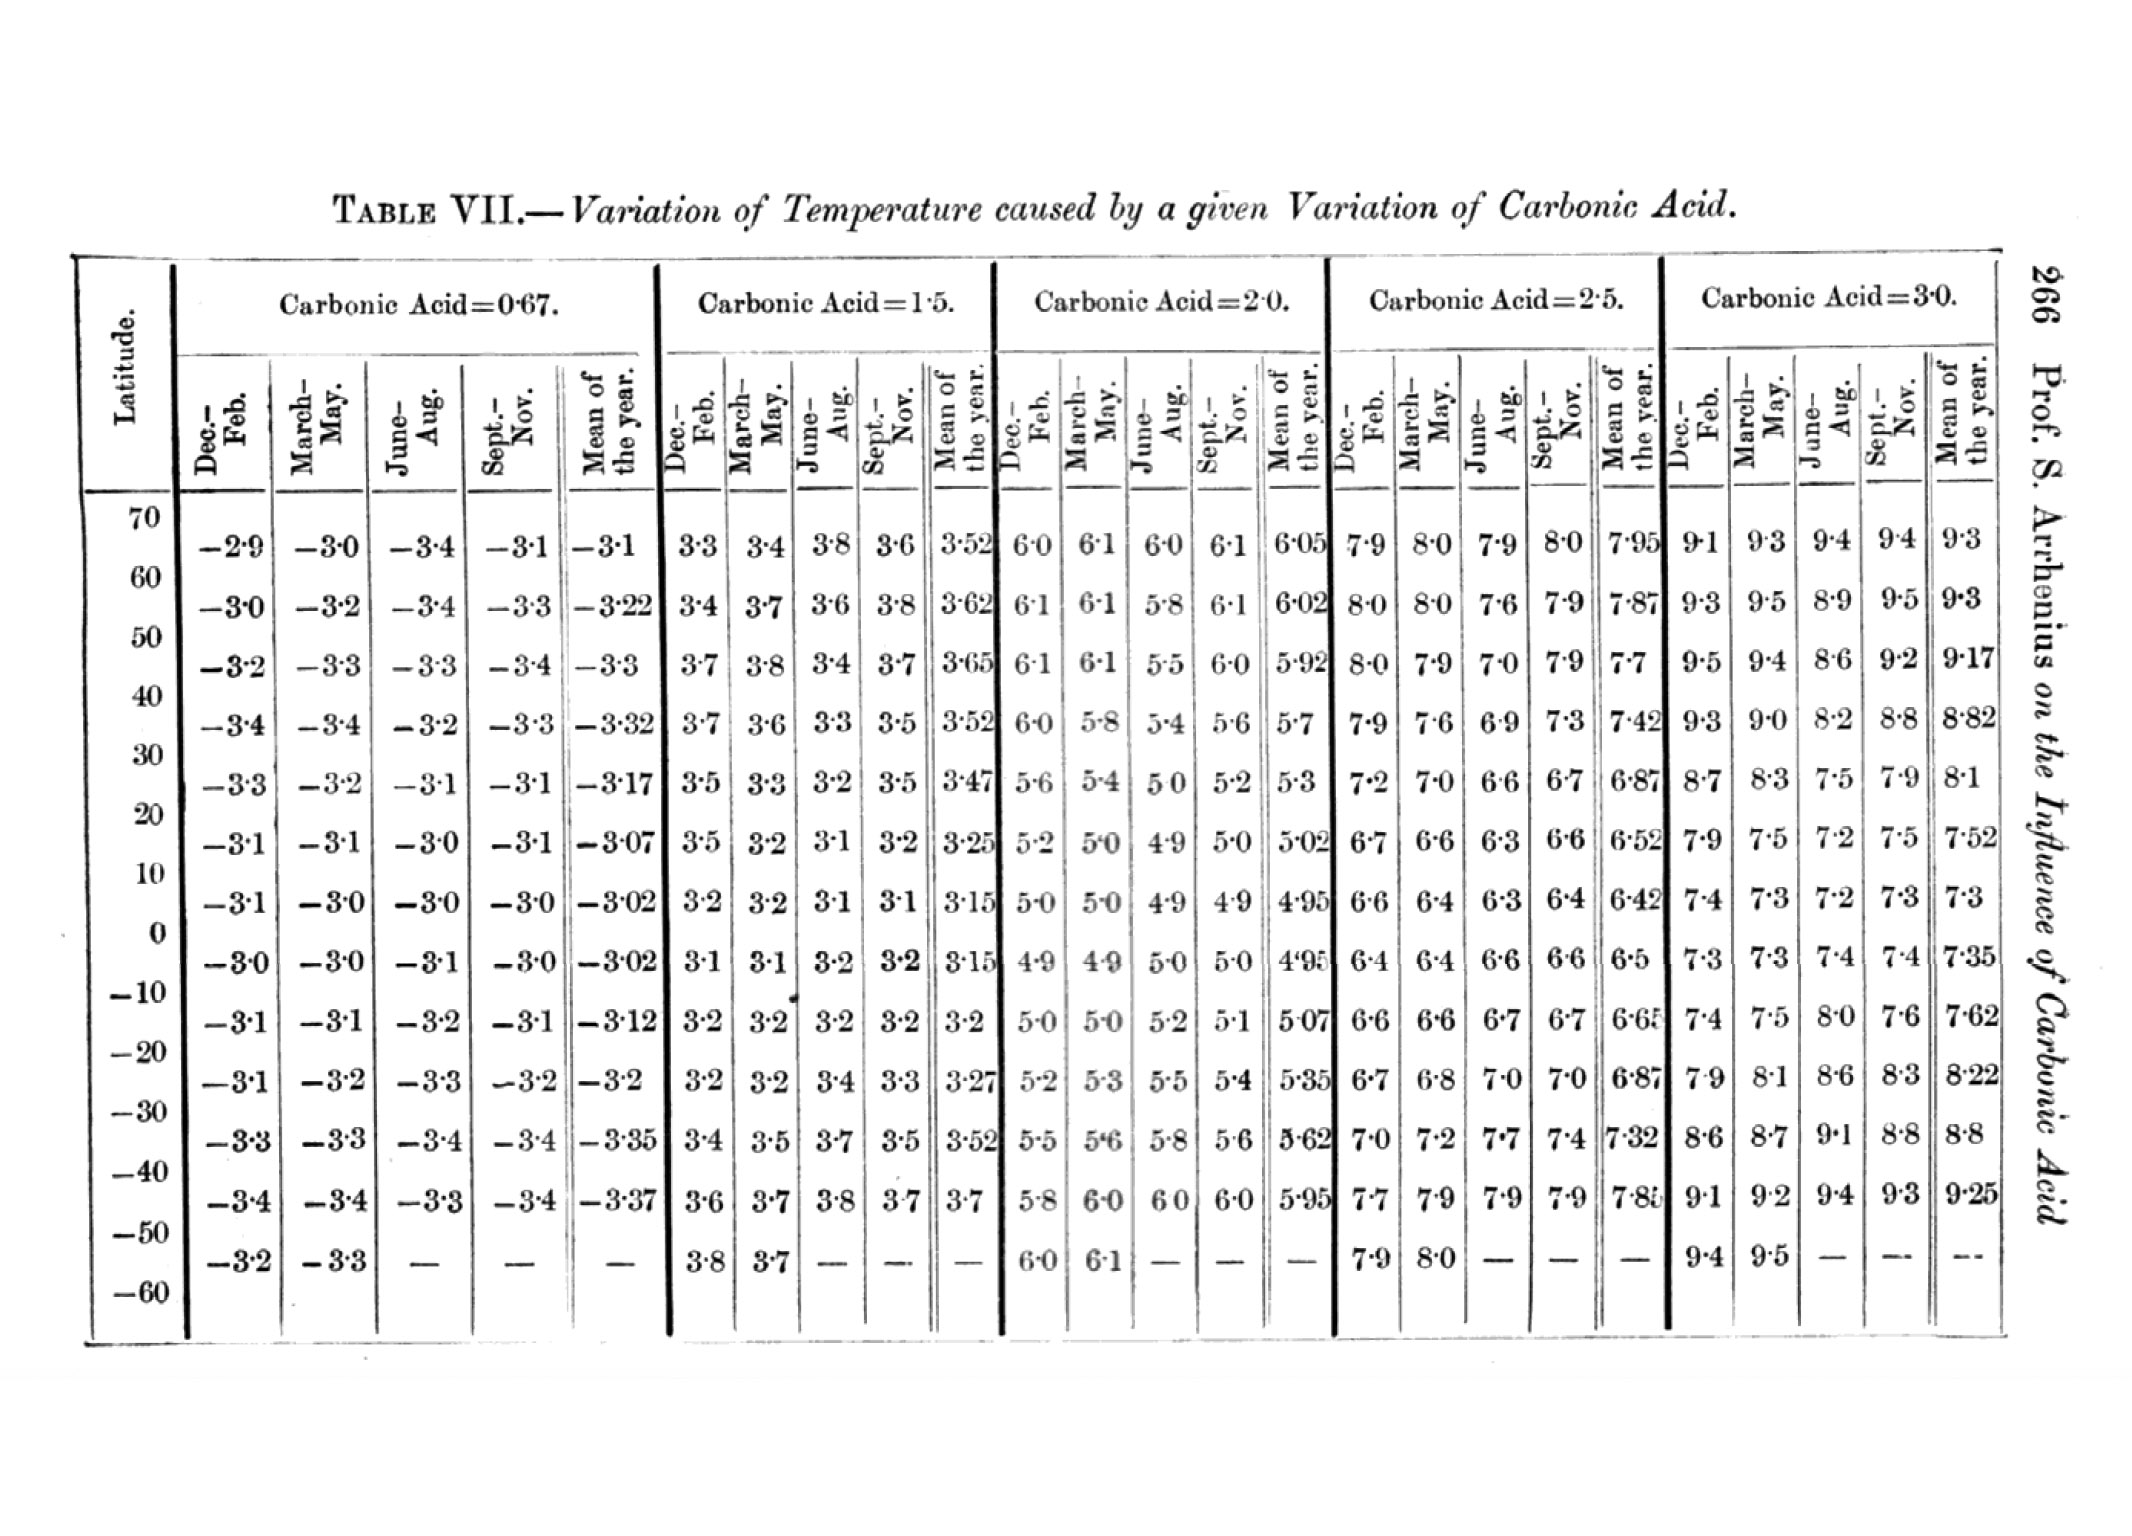 TABLE VII.—Variation of Temperature caused by a given Variation of Carbonic Acid.
Latitude. Carbonic Acid=0·67. Carbonic Acid=1·5. Carbonic Acid=2·0. Carbonic Acid=2·5. Carbonic Acid=3·0.
Dec.–Feb. March–May. June–Aug. Sept.–Nov. Mean of the year. Dec.–Feb. March–May. June–Aug. Sept.–Nov. Mean of the year. Dec.–Feb. March–May. June–Aug. Sept.–Nov. Mean of the year. Dec.–Feb. March–May. June–Aug. Sept.–Nov. Mean of the year. Dec.–Feb. March–May. June–Aug. Sept.–Nov. Mean of the year.
70
−2·9 −3·0 −3·4 −3·1 −3·1 3·3 3·4 3·8 3·6 3·52 6·0 6·1 6·0 6·1 6·05 7·9 8·0 7·9 8·0 7·95 9·1 9·3 9·4 9·4 9·3
60
−3·0 −3·2 −3·4 −3·3 −3·22 3·4 3·7 3·6 3·8 3·62 6·1 6·1 5·8 6·1 6·02 8·0 8·0 7·6 7·9 7·87 9·3 9·5 8·9 9·5 9·3
50
−3·2 −3·3 −3·3 −3·4 −3·3 3·7 3·8 3·4 3·7 3·65 6·1 6·1 5·5 6·0 5·92 8·0 7·9 7·0 7·9 7·7 9·5 9·4 8·6 9·2 9·17
40
−3·4 −3·4 −3·2 −3·3 −3·32 3·7 3·6 3·3 3·5 3·52 6·0 5·8 5·4 5·6 5·7 7·9 7·6 6·9 7·3 7·42 9·3 9·0 8·2 8·8 8·82
30
−3·3 −3·2 −3·1 −3·1 −3·17 3·5 3·3 3·2 3·5 3·47 5·6 5·4 5·0 5·2 5·3 7·2 7·0 6·6 6·7 6·87 8·7 8·3 7·5 7·9 8·1
20
−3·1 −3·1 −3·0 −3·1 −3·07 3·5 3·2 3·1 3·2 3·25 5·2 5·0 4·9 5·0 5·02 6·7 6·6 6·3 6·6 6·52 7·9 7·5 7·2 7·5 7·52
10
−3·1 −3·0 −3·0 −3·0 −3·02 3·2 3·2 3·1 3·1 3·15 5·0 5·0 4·9 4·9 4·95 6·6 6·4 6·3 6·4 6·42 7·4 7·3 7·2 7·3 7·3
0
−3·0 −3·0 −3·1 −3·0 −3·02 3·1 3·1 3·2 3·2 3·15 4·9 4·9 5·0 5·0 4·95 6·4 6·4 6·6 6·6 6·5 7·3 7·3 7·4 7·4 7·35
−10
−3·1 −3·1 −3·2 −3·1 −3·12 3·2 3·2 3·2 3·2 3·2 5·0 5·0 5·2 5·1 5·07 6·6 6·6 6·7 6·7 6·65 7·4 7·5 8·0 7·6 7·62
−20
−3·1 −3·2 −3·3 −3·2 −3·2 3·2 3·2 3·4 3·3 3·27 5·2 5·3 5·5 5·4 5·35 6·7 6·8 7·0 7·0 6·87 7·9 8·1 8·6 8·3 8·22
−30
−3·3 −3·3 −3·4 −3·4 −3·35 3·4 3·5 3·7 3·5 3·52 5·5 5·6 5·8 5·6 5·62 7·0 7·2 7·7 7·4 7·32 8·6 8·7 9·1 8·8 8·8
−40
−3·4 −3·4 −3·3 −3·4 −3·37 3·6 3·7 3·8 3·7 3·7 5·8 6·0 6·0 6·0 5·95 7·7 7·9 7·9 7·9 7·85 9·1 9·2 9·4 9·3 9·25
−50
−3·2 −3·3 — — — 3·8 3·7 — — — 6·0 6·1 — — — 7·9 8·0 — — — 9·4 9·5 — — —
−60
266 Prof. S. Arrhenius on the Influence of Carbonic Acid